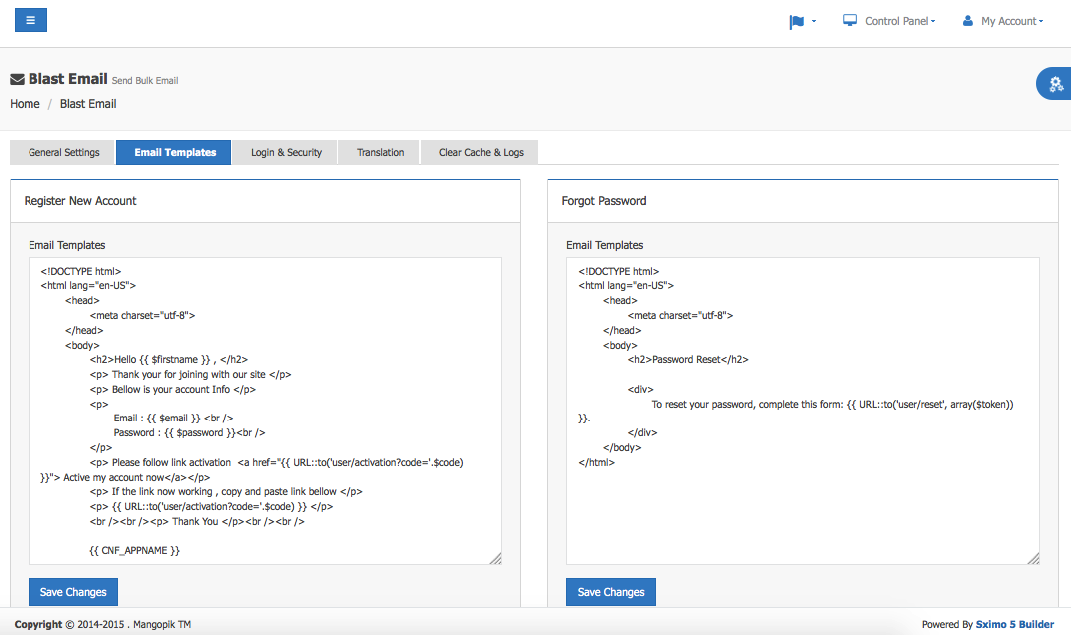 Control Panel
My Account
Blast Email Send Bulk Email
Home / Blast Email
General Settings
Email Templates
Login & Security
Translation
Clear Cache & Logs
Register New Account
Email Templates
<!DOCTYPE html>
<html lang="en-US">
<head>
<meta charset="utf-8">
</head>
<body>
<h2>Hello {{ $firstname }} , </h2>
<p> Thank your for joining with our site </p>
<p> Bellow is your account Info </p>
<p>
Email : {{ $email }} <br />
Password : {{ $password }}<br />
</p>
<p> Please follow link activation <a href="{{ URL::to('user/activation?code='.$code)
}}"> Active my account now</a></p>
<p> If the link now working , copy and paste link bellow </p>
<p> {{ URL::to('user/activation?code='.$code) }} </p>
<br /><br /><p> Thank You </p><br /><br />
{{ CNF_APPNAME }}
Save Changes
Forgot Password
Email Templates
<!DOCTYPE html>
<html lang="en-US">
<head>
<meta charset="utf-8">
</head>
<body>
<h2>Password Reset</h2>
<div>
To reset your password, complete this form: {{ URL::to('user/reset', array($token))
}}.
</div>
</body>
</html>
Save Changes
Copyright © 2014-2015 . Mangopik TM
Powered By Sximo 5 Builder